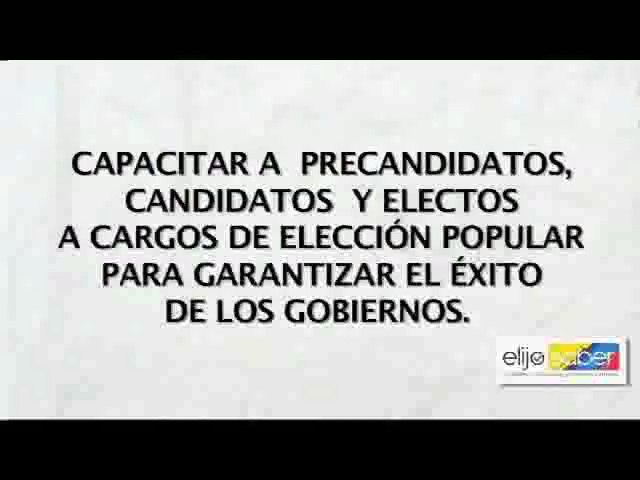 CAPACITAR A PRECANDIDATOS,
CANDIDATOS Y ELECTOS
A CARGOS DE ELECCIÓN POPULAR
PARA GARANTIZAR EL ÉXITO
DE LOS GOBIERNOS.
elijo saber